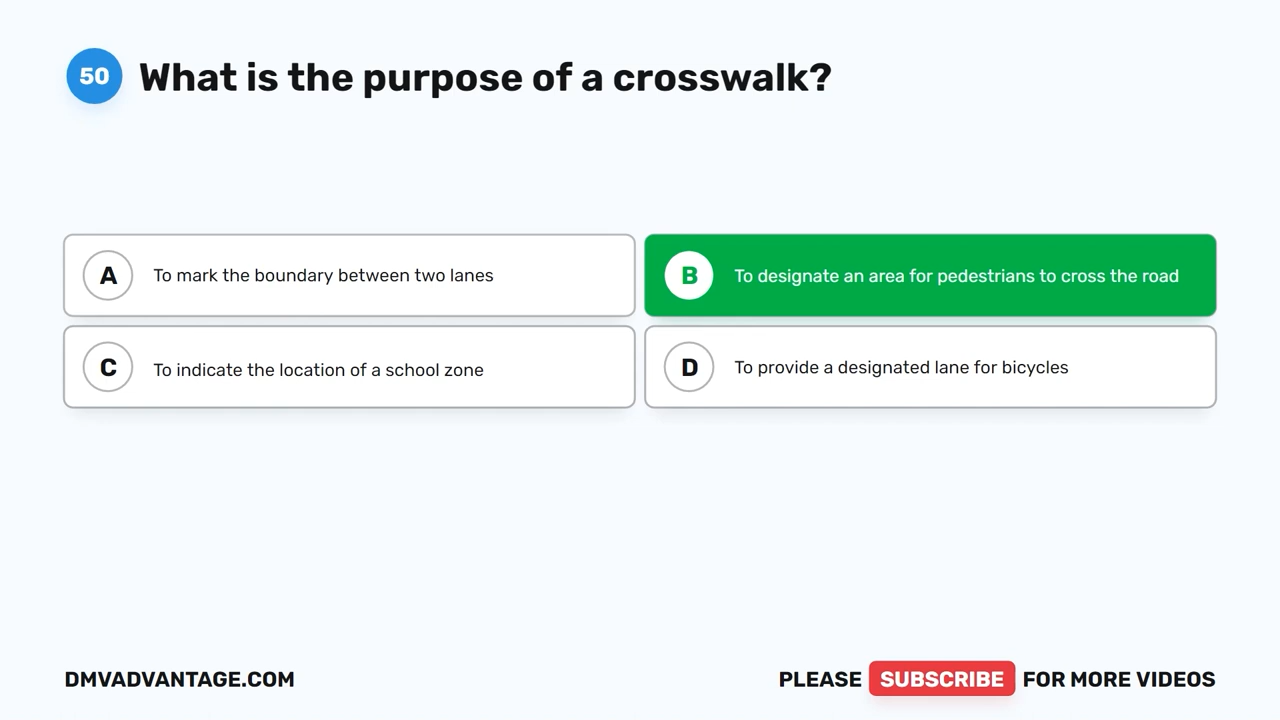 50 What is the purpose of a crosswalk?
A To mark the boundary between two lanes
B To designate an area for pedestrians to cross the road
C To indicate the location of a school zone
D To provide a designated lane for bicycles
DMVADVANTAGE.COM
PLEASE SUBSCRIBE FOR MORE VIDEOS